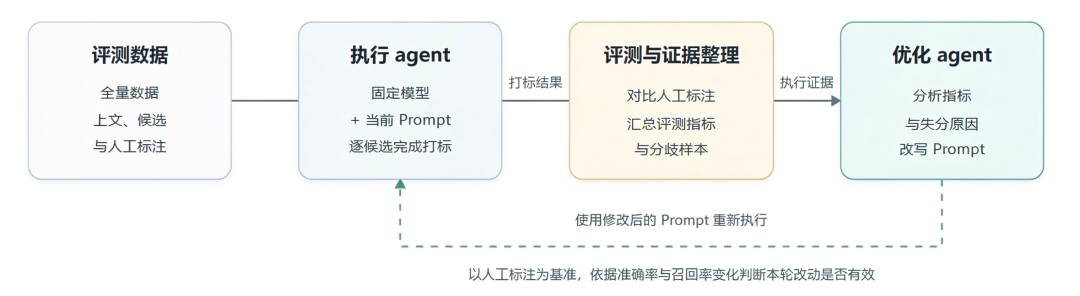 评测数据
全量数据
上文、候选
与人工标注
执行 agent
固定模型
+ 当前 Prompt
逐候选完成打标
打标结果
评测与证据整理
对比人工标注
汇总评测指标
与分歧样本
执行证据
优化 agent
分析指标
与失分原因
改写 Prompt
使用修改后的 Prompt 重新执行
以人工标注为基准，依据准确率与召回率变化判断本轮改动是否有效